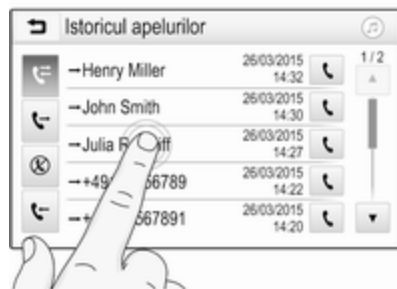 Istoricul apelurilor
1/2
→Henry Miller 26/03/2015 14:32
→John Smith 26/03/2015 14:30
→Julia 26/03/2015 14:27
26/03/2015 14:22
26/03/2015 14:20